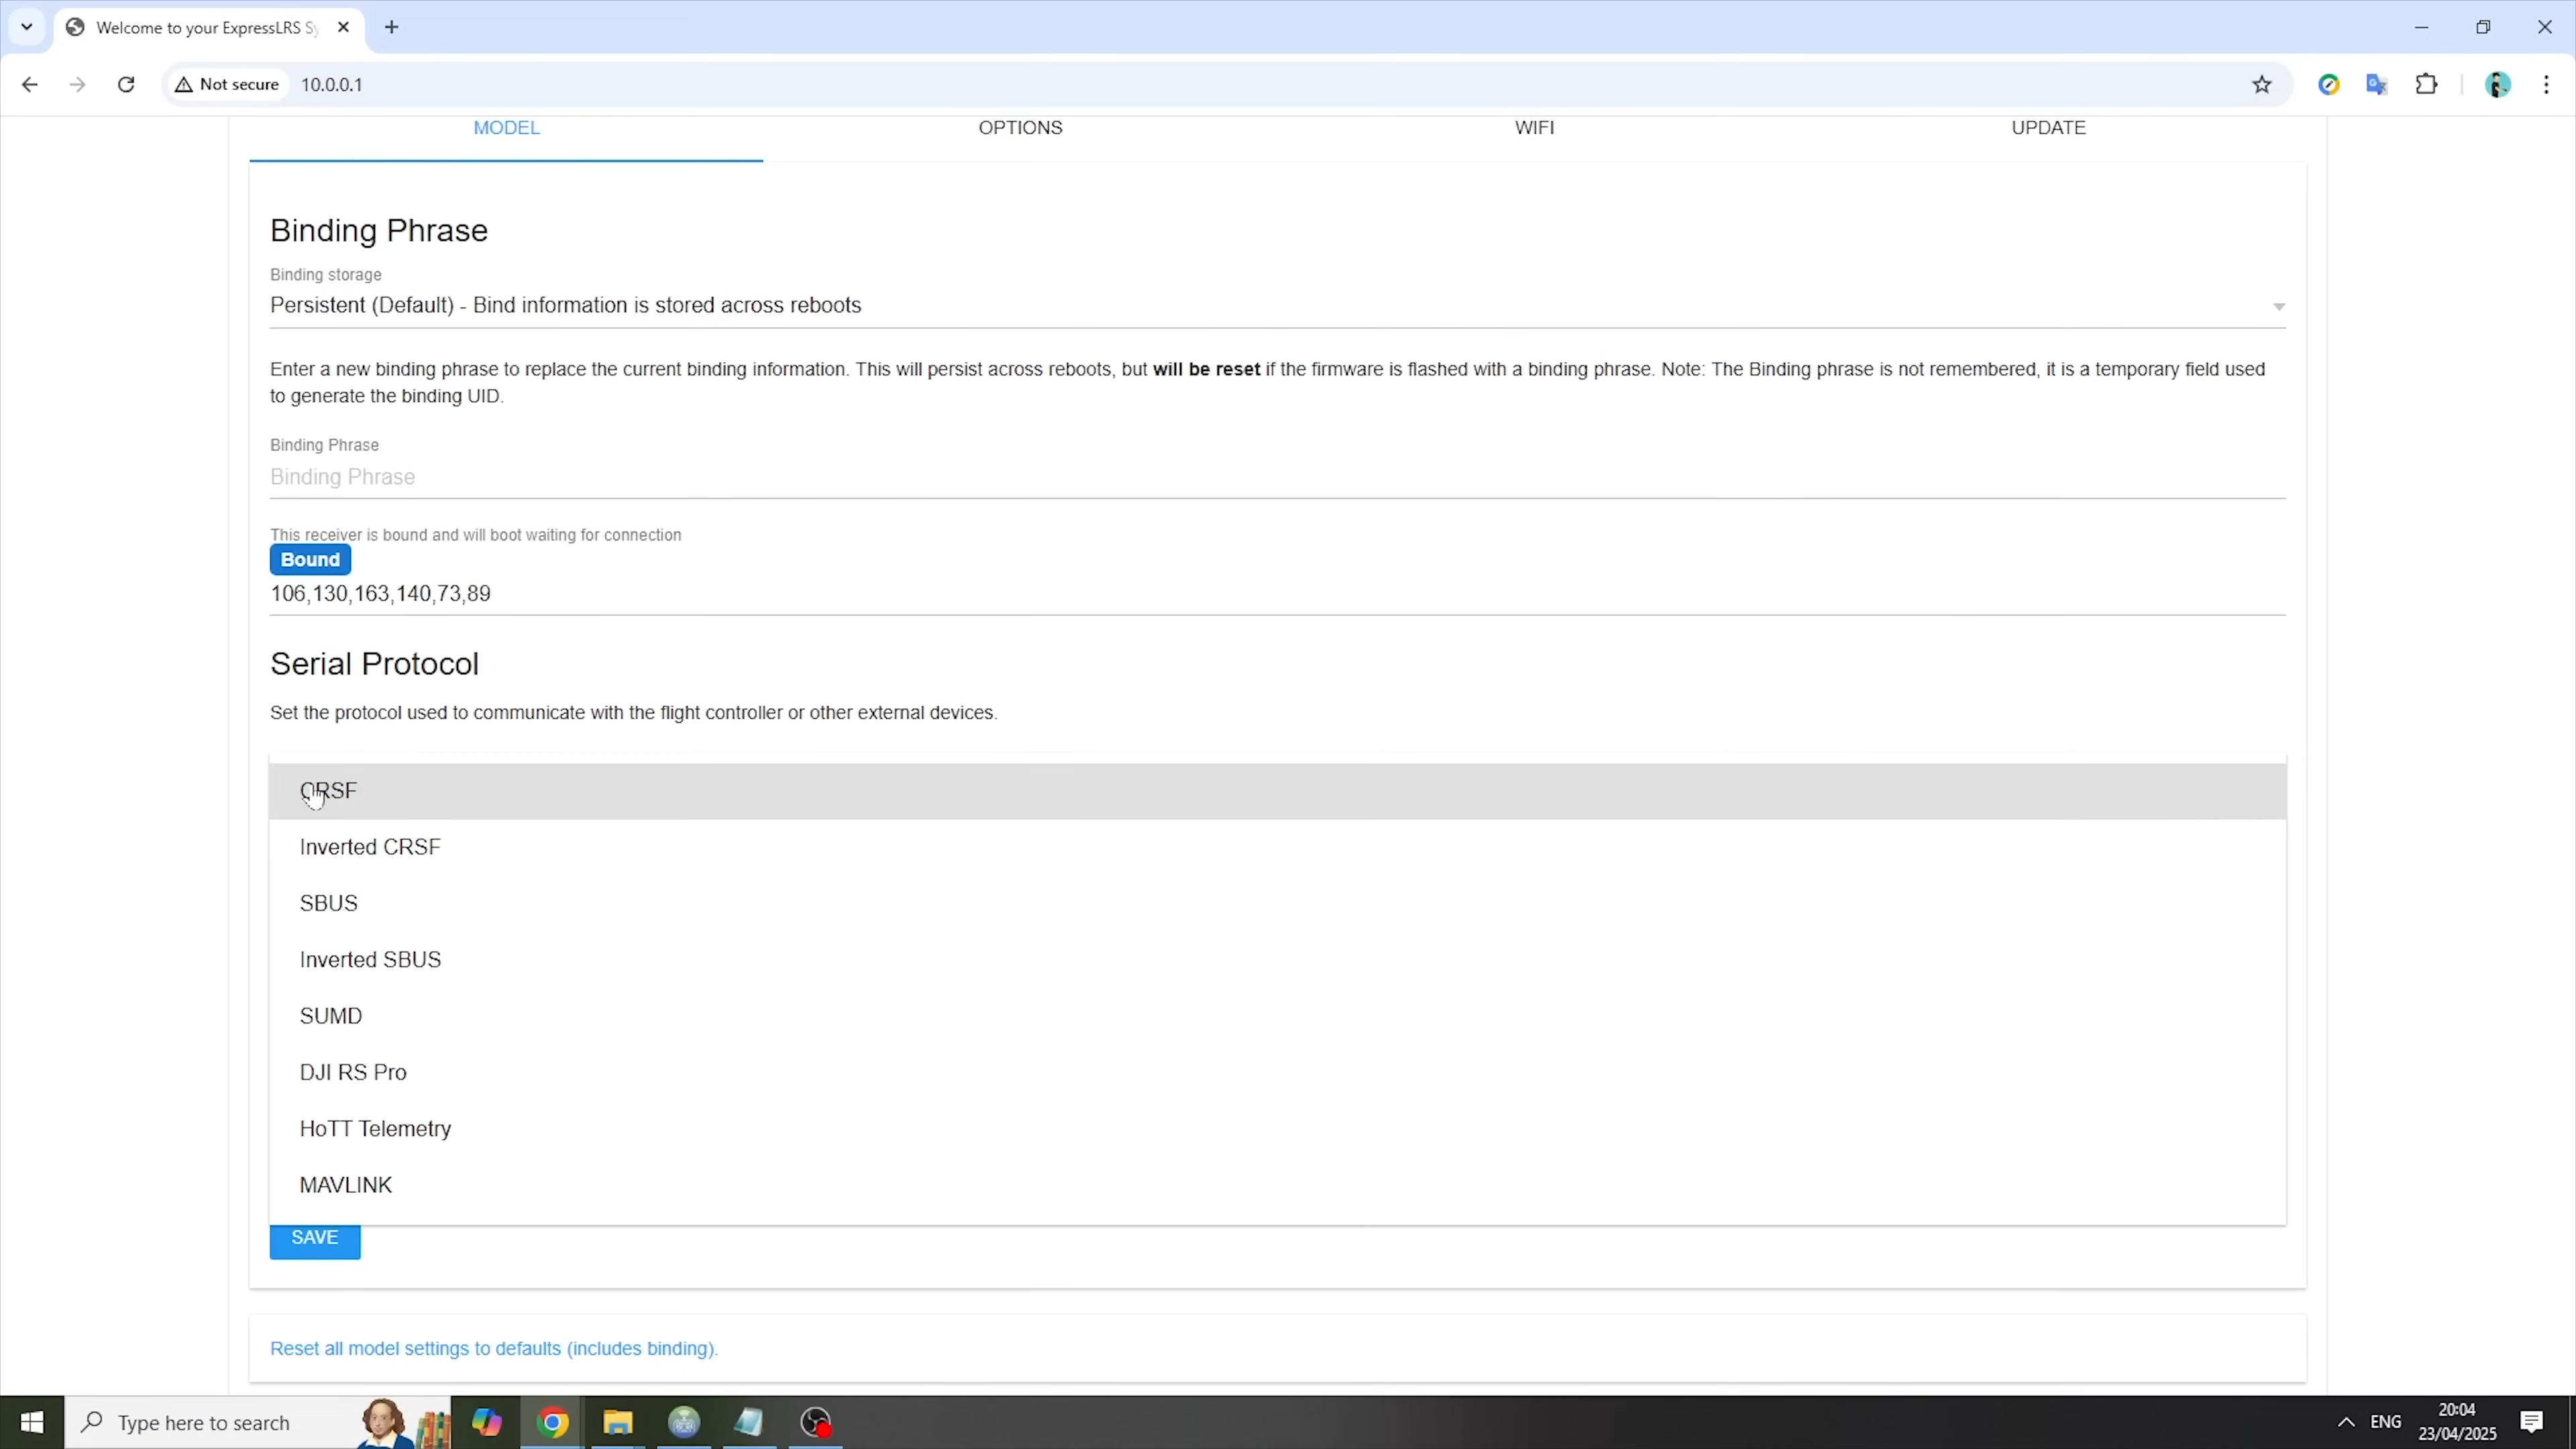 Welcome to your ExpressLRS Sy
Not secure
10.0.0.1
MODEL
OPTIONS
WIFI
UPDATE
Binding Phrase
Binding storage
Persistent (Default) - Bind information is stored across reboots
Enter a new binding phrase to replace the current binding information. This will persist across reboots, but will be reset if the firmware is flashed with a binding phrase. Note: The Binding phrase is not remembered, it is a temporary field used
to generate the binding UID.
Binding Phrase
Binding Phrase
This receiver is bound and will boot waiting for connection
Bound
106,130,163,140,73,89
Serial Protocol
Set the protocol used to communicate with the flight controller or other external devices.
CRSF
Inverted CRSF
SBUS
Inverted SBUS
SUMD
DJI RS Pro
HoTT Telemetry
MAVLINK
SAVE
Reset all model settings to defaults (includes binding).
Type here to search
ENG
20:04
23/04/2025